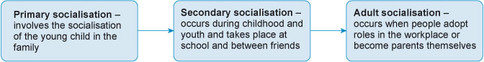 Primary socialisation –
involves the socialisation
of the young child in the
family
Secondary socialisation –
occurs during childhood and
youth and takes place at
school and between friends
Adult socialisation –
occurs when people adopt
roles in the workplace or
become parents themselves